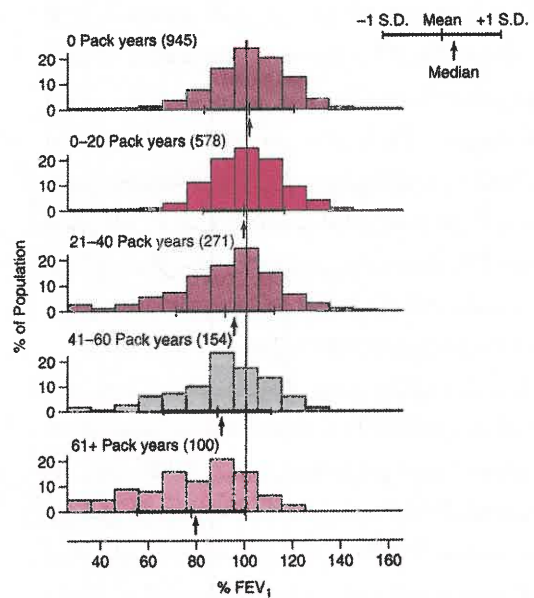 −1 S.D. Mean +1 S.D.
Median
0 Pack years (945)
20
10
0
0–20 Pack years (578)
20
10
0
21–40 Pack years (271)
20
10
0
41–60 Pack years (154)
20
10
0
61+ Pack years (100)
20
10
0
% of Population
40 60 80 100 120 140 160
% FEV₁